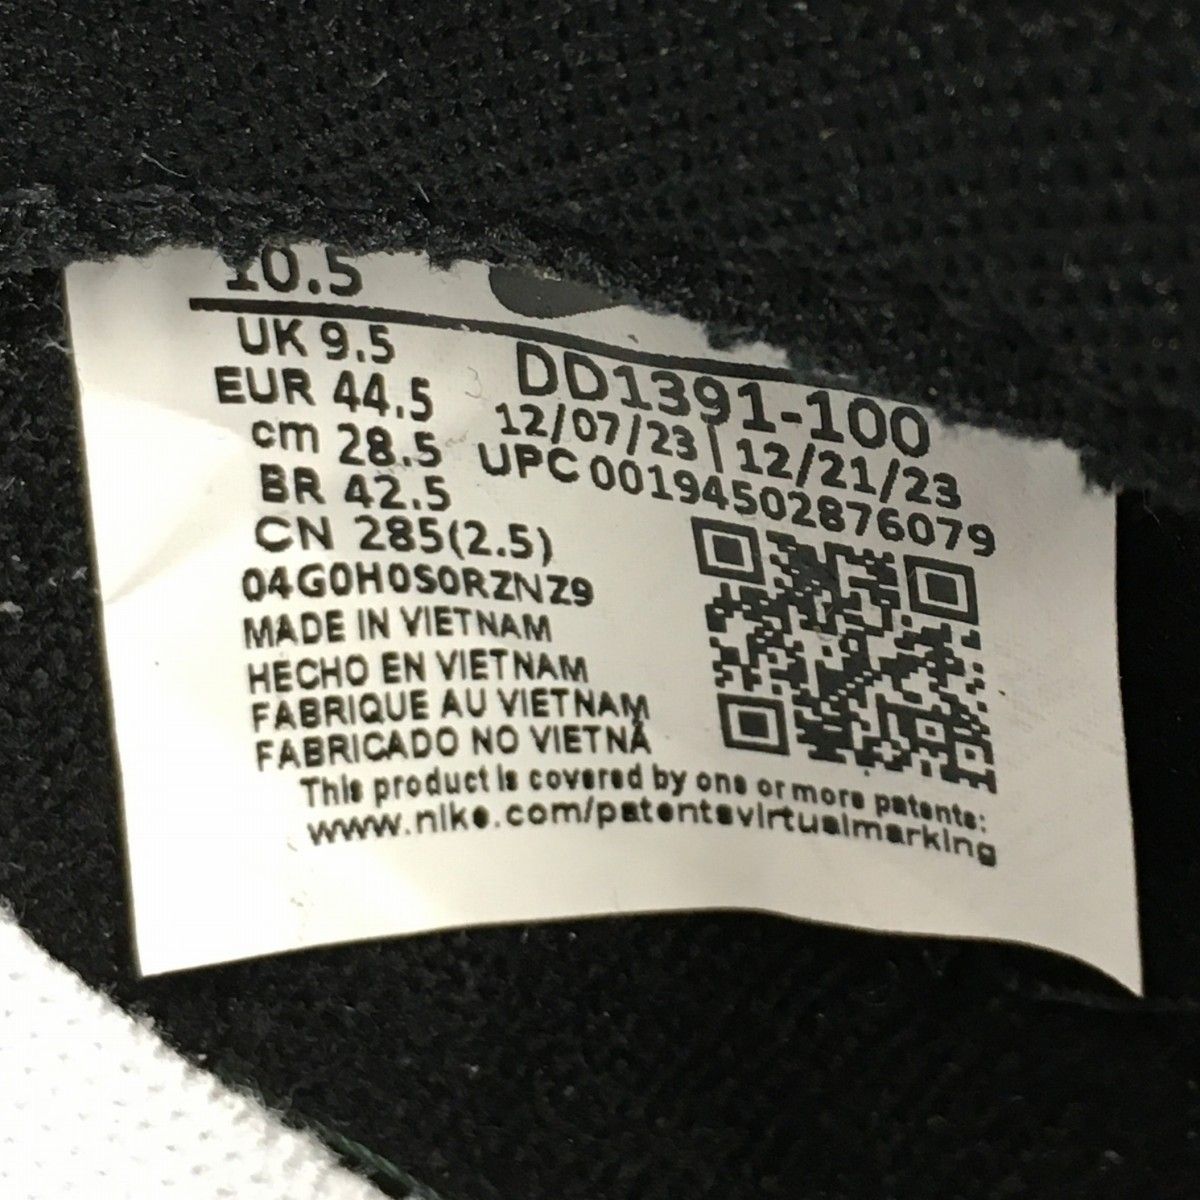 10.5
UK 9.5
EUR 44.5
cm 28.5
BR 42.5
CN 285(2.5)
DD1391-100
12/07/23 | 12/21/23
UPC 00194502876079
04G0H0S0RZNZ9
MADE IN VIETNAM
HECHO EN VIETNAM
FABRIQUE AU VIETNAM
FABRICADO NO VIETNÃ
This product is covered by one or more patents:
www.nike.com/patentsvirtualmarking